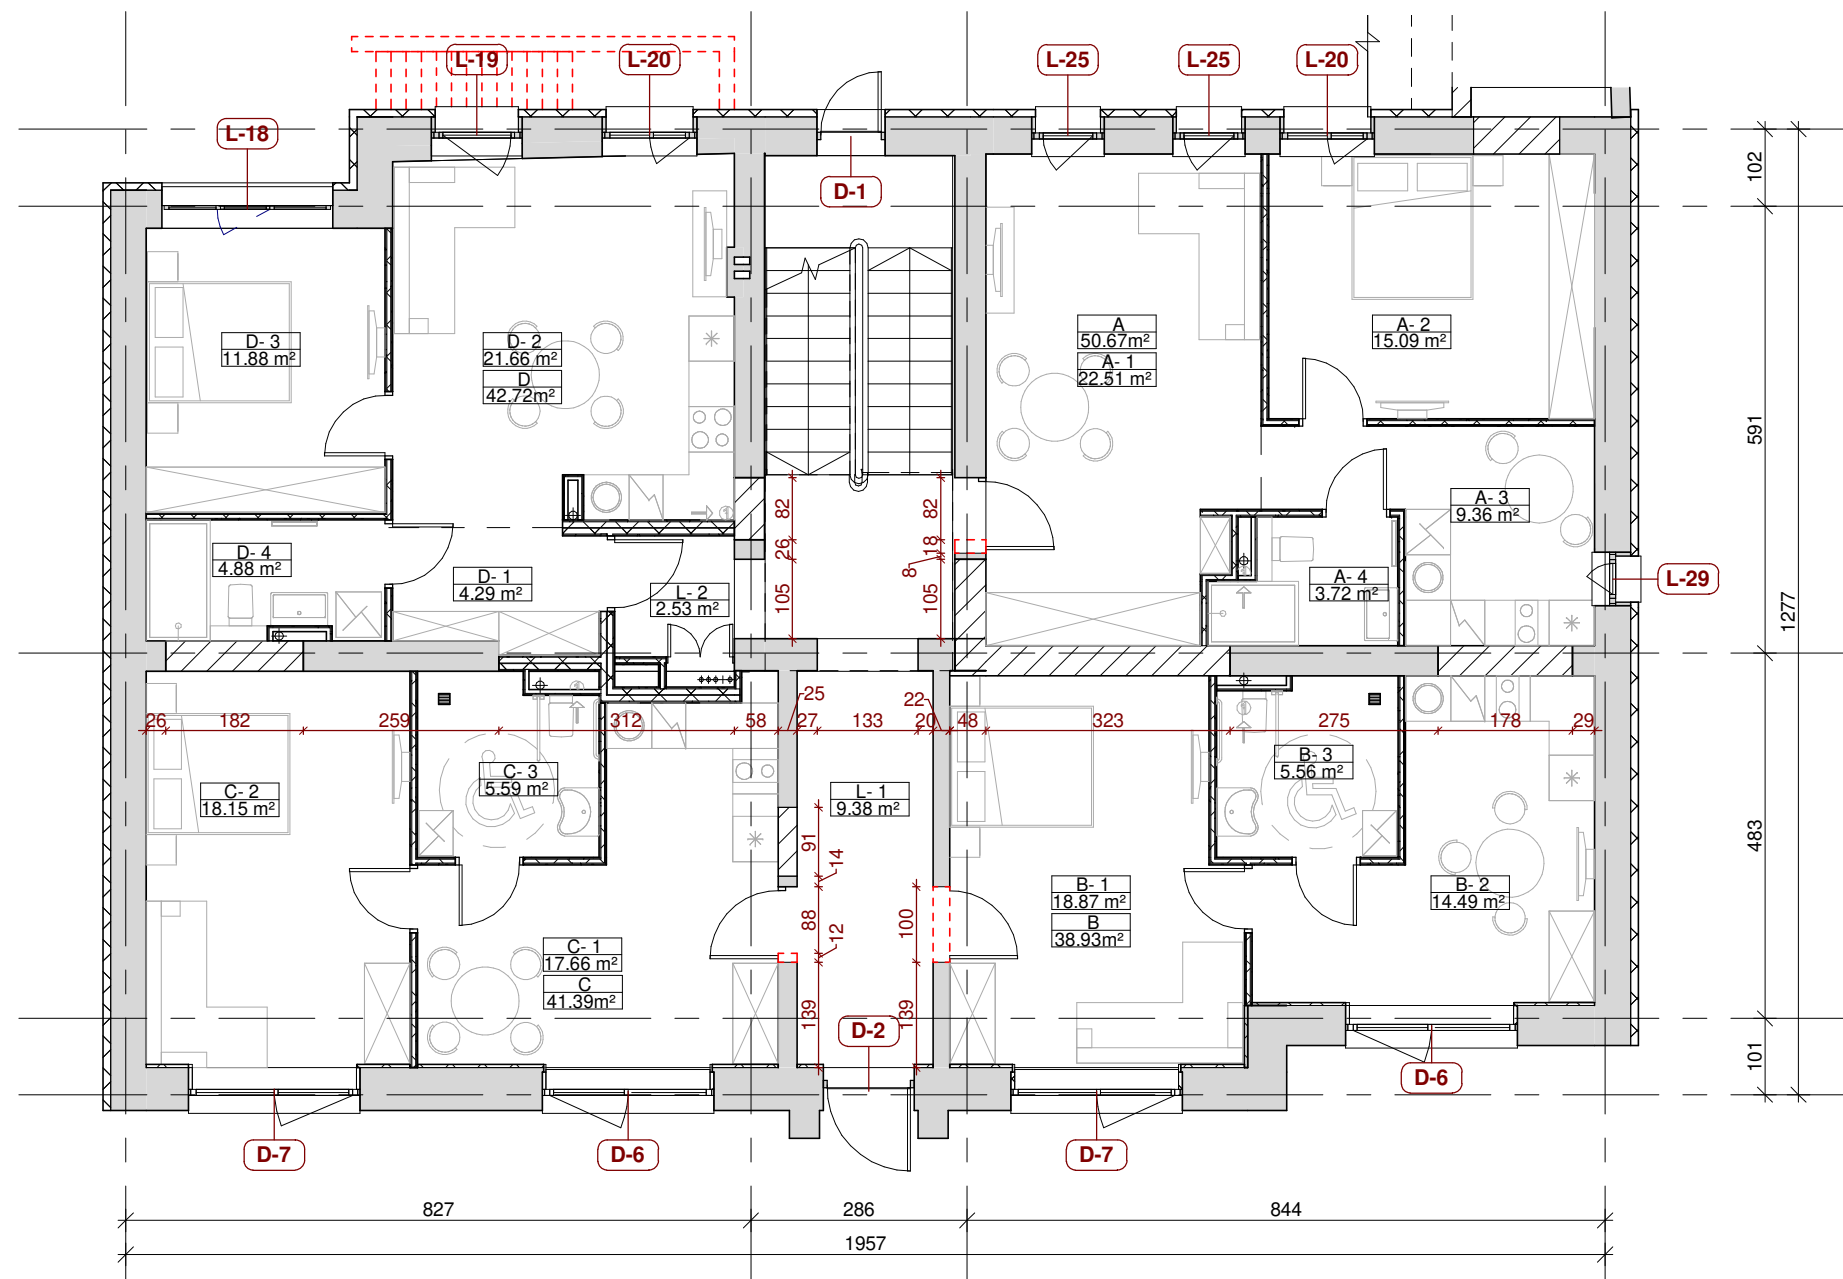 L-19
L-20
L-25
L-25
L-20
L-18
D-1
102
D- 3
11.88 m²
D- 2
21.66 m²
D
42.72m²
A
50.67m²
A- 1
22.51 m²
A- 2
15.09 m²
591
82
82
A- 3
9.36 m²
26
18
8
D- 4
4.88 m²
D- 1
4.29 m²
L- 2
2.53 m²
105
105
A- 4
3.72 m²
L-29
1277
26
182
259
312
58
25
27
133
20
22
48
323
275
178
29
C- 2
18.15 m²
C- 3
5.59 m²
L- 1
9.38 m²
B- 3
5.56 m²
91
14
483
88
12
100
B- 1
18.87 m²
B
38.93m²
B- 2
14.49 m²
C- 1
17.66 m²
C
41.39m²
139
139
D-2
101
D-6
D-7
D-6
D-7
827
286
844
1957